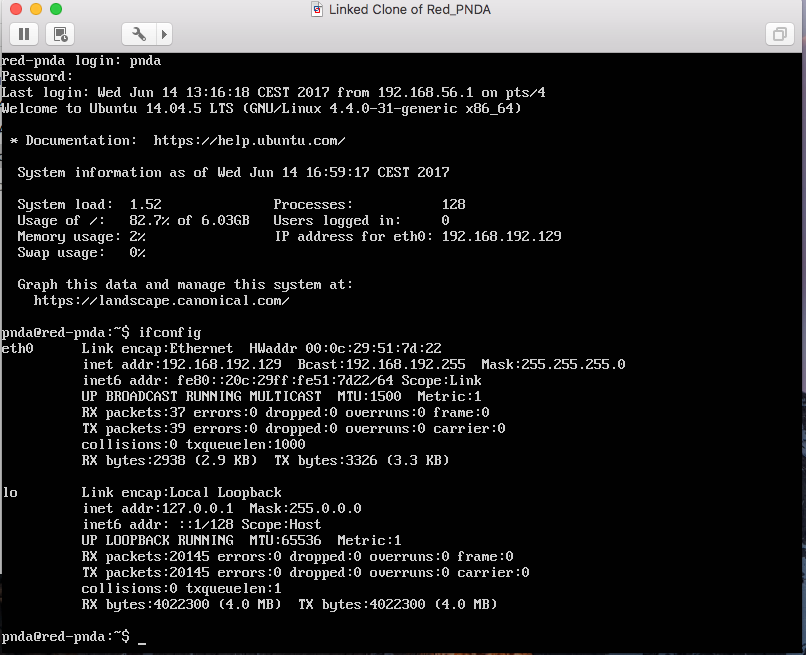 Linked Clone of Red_PNDA
red-pnda login: pnda
Password:
Last login: Wed Jun 14 13:16:18 CEST 2017 from 192.168.56.1 on pts/4
Welcome to Ubuntu 14.04.5 LTS (GNU/Linux 4.4.0-31-generic x86_64)
* Documentation:  https://help.ubuntu.com/
System information as of Wed Jun 14 16:59:17 CEST 2017
System load:  1.52              Processes:           128
Usage of /:   82.7% of 6.03GB   Users logged in:     0
Memory usage: 2%                IP address for eth0: 192.168.192.129
Swap usage:   0%
Graph this data and manage this system at:
https://landscape.canonical.com/
pnda@red-pnda:~$ ifconfig
eth0      Link encap:Ethernet  HWaddr 00:0c:29:51:7d:22
inet addr:192.168.192.129  Bcast:192.168.192.255  Mask:255.255.255.0
inet6 addr: fe80::20c:29ff:fe51:7d22/64 Scope:Link
UP BROADCAST RUNNING MULTICAST  MTU:1500  Metric:1
RX packets:37 errors:0 dropped:0 overruns:0 frame:0
TX packets:39 errors:0 dropped:0 overruns:0 carrier:0
collisions:0 txqueuelen:1000
RX bytes:2938 (2.9 KB)  TX bytes:3326 (3.3 KB)
lo        Link encap:Local Loopback
inet addr:127.0.0.1  Mask:255.0.0.0
inet6 addr: ::1/128 Scope:Host
UP LOOPBACK RUNNING  MTU:65536  Metric:1
RX packets:20145 errors:0 dropped:0 overruns:0 frame:0
TX packets:20145 errors:0 dropped:0 overruns:0 carrier:0
collisions:0 txqueuelen:1
RX bytes:4022300 (4.0 MB)  TX bytes:4022300 (4.0 MB)
pnda@red-pnda:~$ _